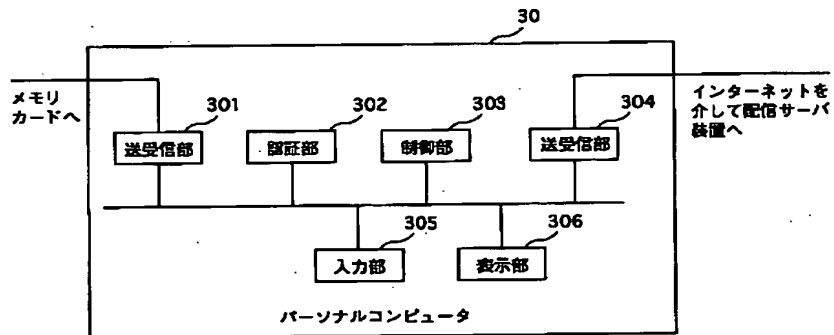 30
メモリ
カードへ
301
302
303
304
インターネットを
介して配信サーバ
装置へ
送受信部
認証部
制御部
送受信部
305
306
入力部
表示部
パーソナルコンピュータ